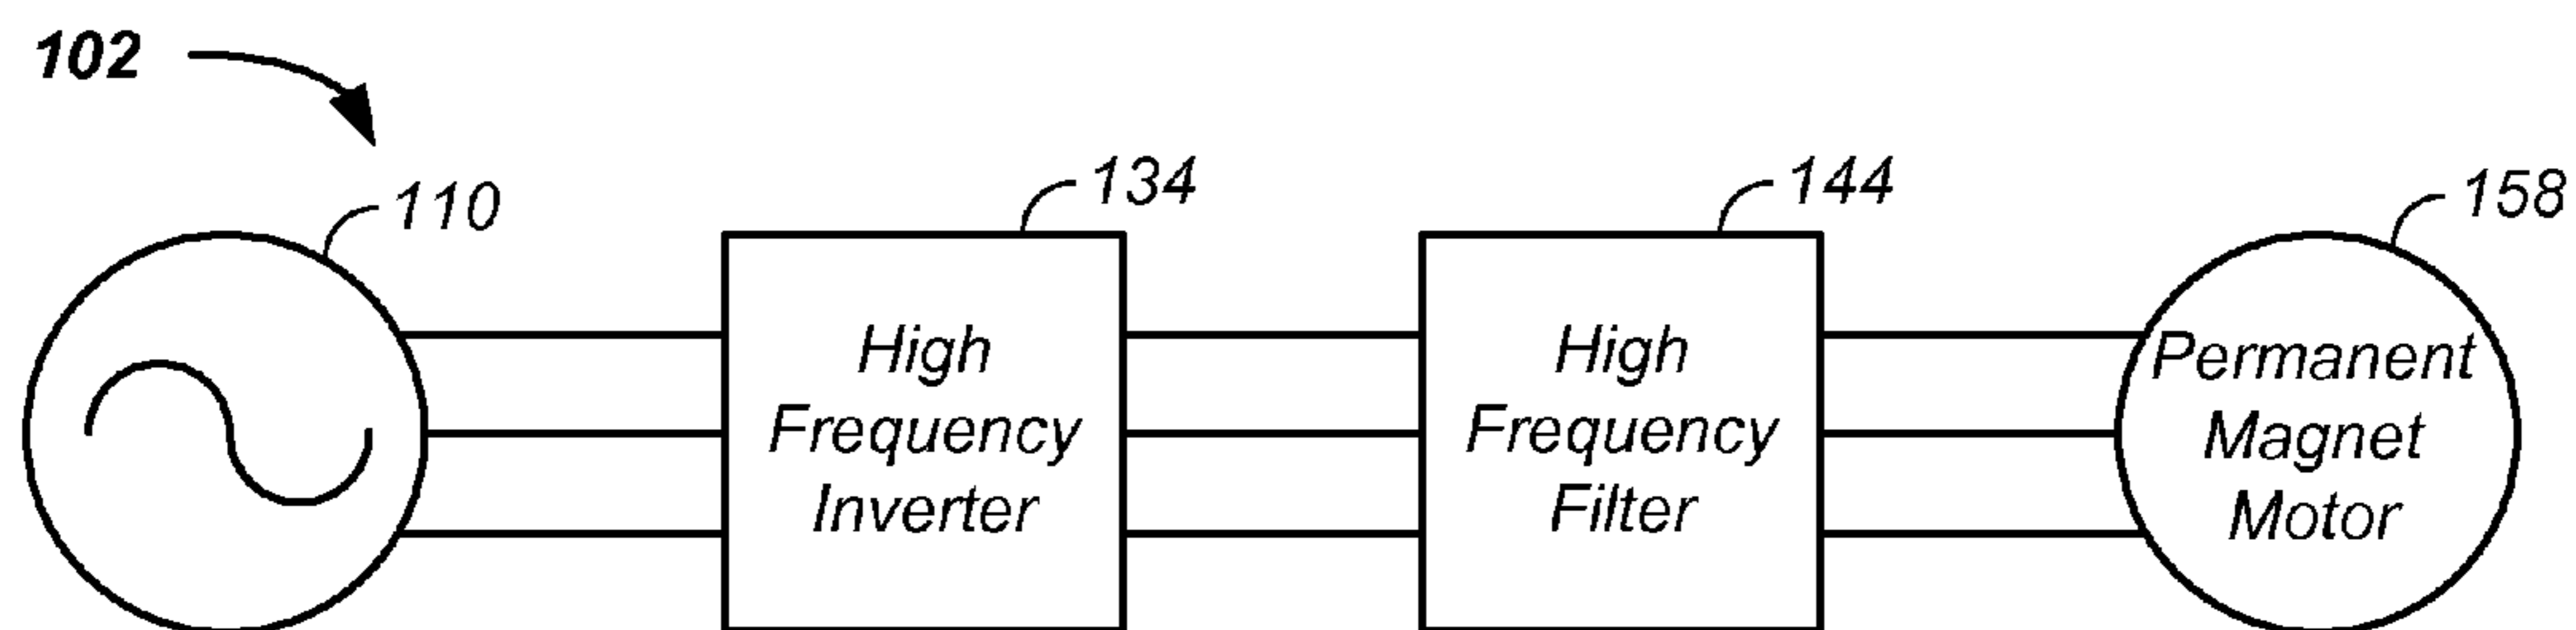 102
110
134
144
158
High
Frequency
Inverter
High
Frequency
Filter
Permanent
Magnet
Motor